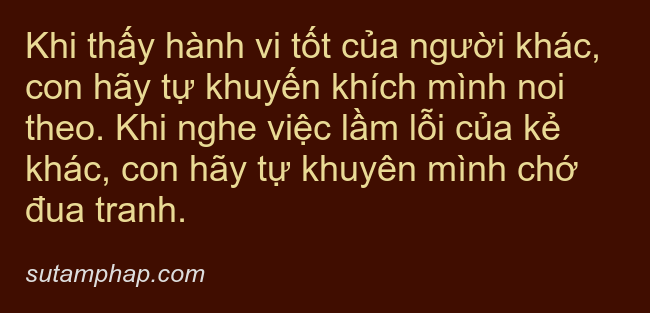 Khi thấy hành vi tốt của người khác,
con hãy tự khuyến khích mình noi
theo. Khi nghe việc lầm lỗi của kẻ
khác, con hãy tự khuyên mình chớ
đua tranh.
sutamphap.com